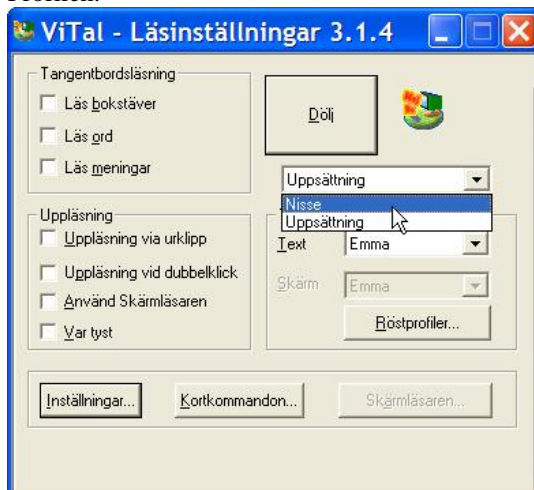 ViTal - Läsinställningar 3.1.4
Tangentbordsläsning
Läs bokstäver
Läs ord
Läs meningar
Dölj
Uppsättning
Nisse
Uppsättning
Uppläsning
Uppläsning via urklipp
Uppläsning vid dubbelklick
Använd Skärmläsaren
Var tyst
Text
Emma
Skärm
Emma
Röstprofiler...
Inställningar...
Kortkommandon...
Skärmläsaren...